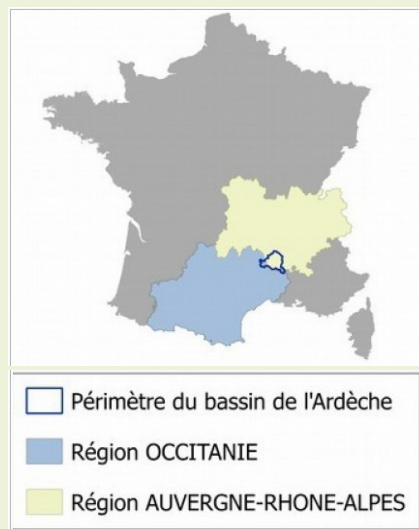 Périmètre du bassin de l'Ardèche
Région OCCITANIE
Région AUVERGNE-RHONE-ALPES